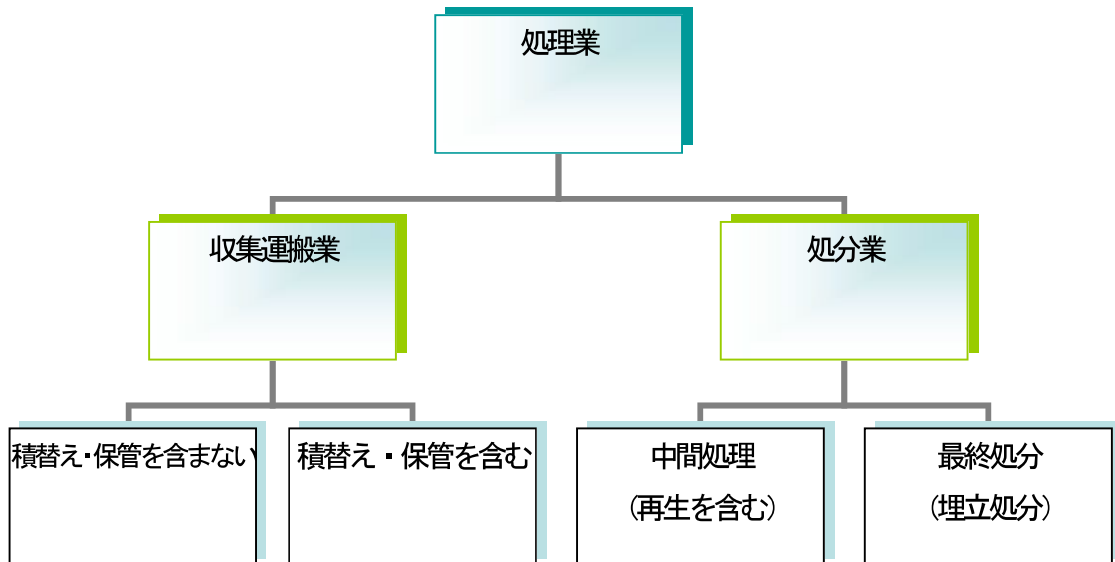 処理業
収集運搬業
処分業
積替え・保管を含まない
積替え・保管を含む
中間処理
（再生を含む）
最終処分
（埋立処分）